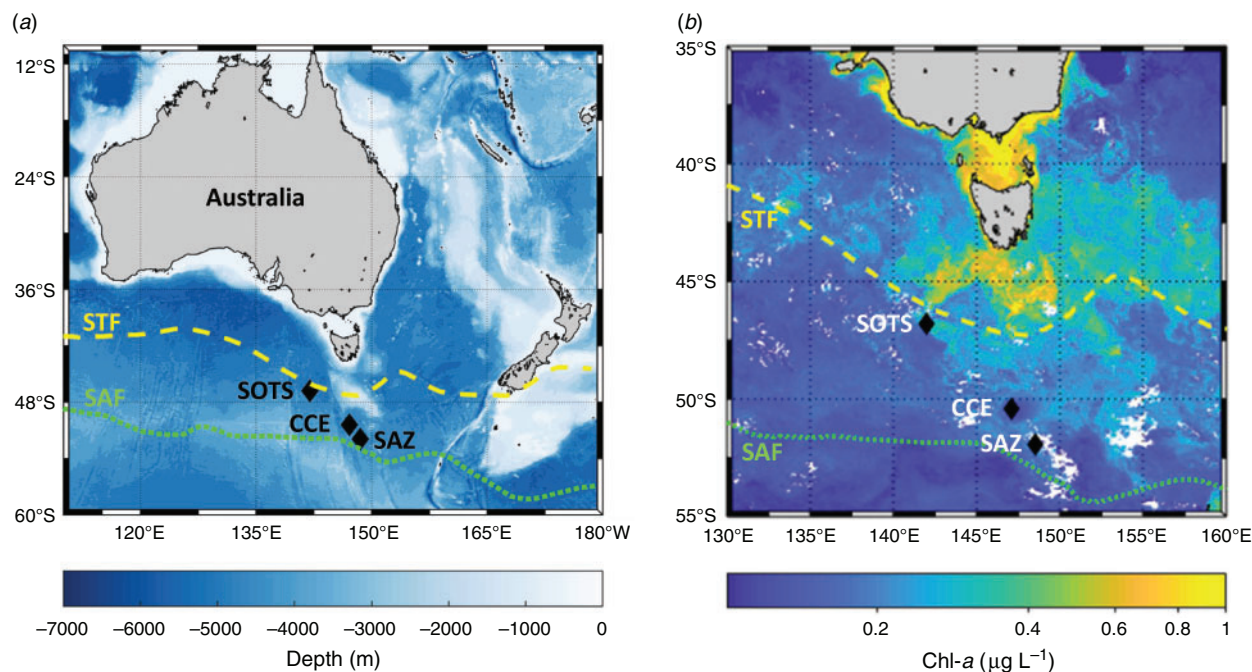 (a)
12°S
24°S
36°S
48°S
60°S
Australia
STF
SAF
SOTS
CCE
SAZ
120°E
135°E
150°E
165°E
180°W
–7000
–6000
–5000
–4000
–3000
–2000
–1000
0
Depth (m)
(b)
35°S
40°S
45°S
50°S
55°S
STF
SOTS
CCE
SAZ
SAF
130°E
135°E
140°E
145°E
150°E
155°E
160°E
0.2
0.4
0.6
0.8
1
Chl-a (μg L⁻¹)